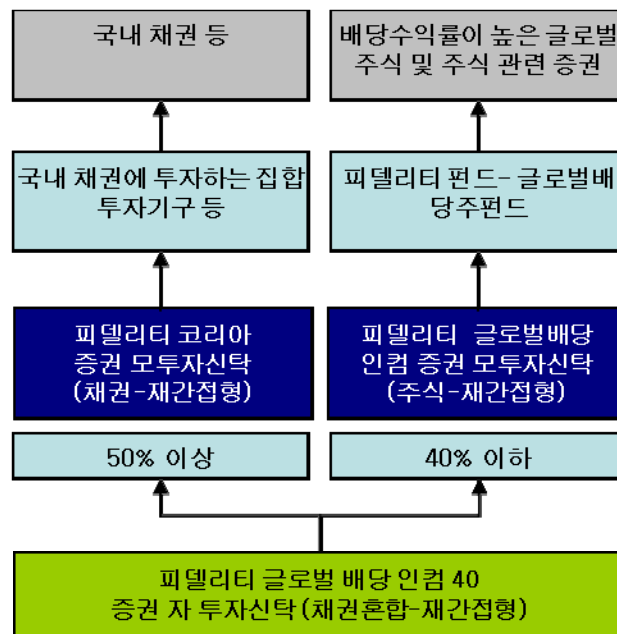 국내 채권 등
배당수익률이 높은 글로벌
주식 및 주식 관련 증권
국내 채권에 투자하는 집합
투자기구 등
피델리티 펀드- 글로벌배
당주펀드
피델리티 코리아
증권 모투자신탁
(채권-재간접형)
피델리티 글로벌배당
인컴 증권 모투자신탁
(주식-재간접형)
50% 이상
40% 이하
피델리티 글로벌 배당 인컴 40
증권 자 투자신탁 (채권혼합-재간접형)